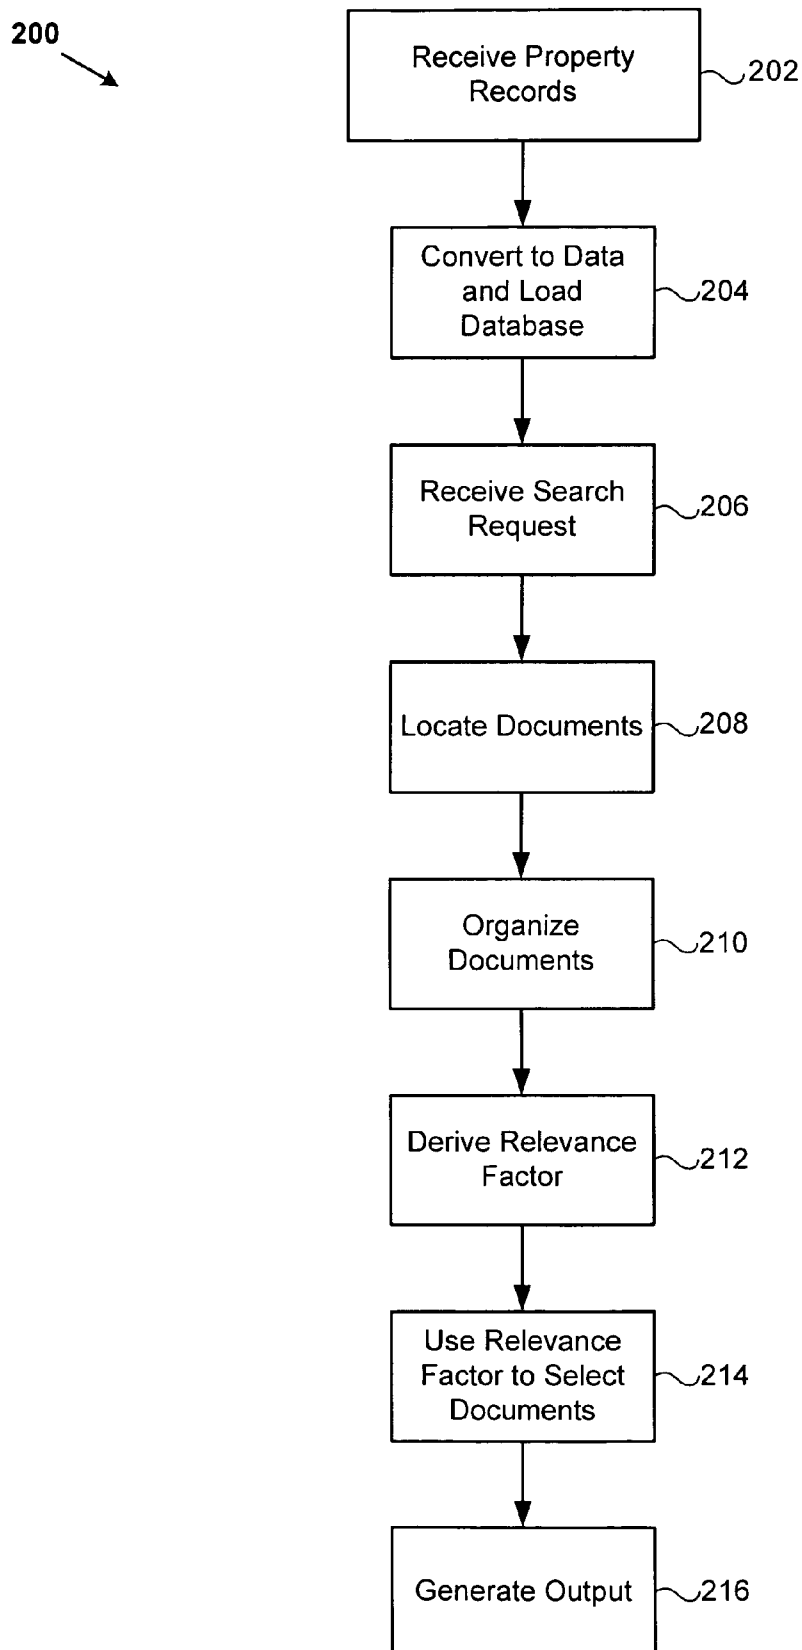 200
Receive Property
Records
202
Convert to Data
and Load
Database
204
Receive Search
Request
206
Locate Documents
208
Organize
Documents
210
Derive Relevance
Factor
212
Use Relevance
Factor to Select
Documents
214
Generate Output
216